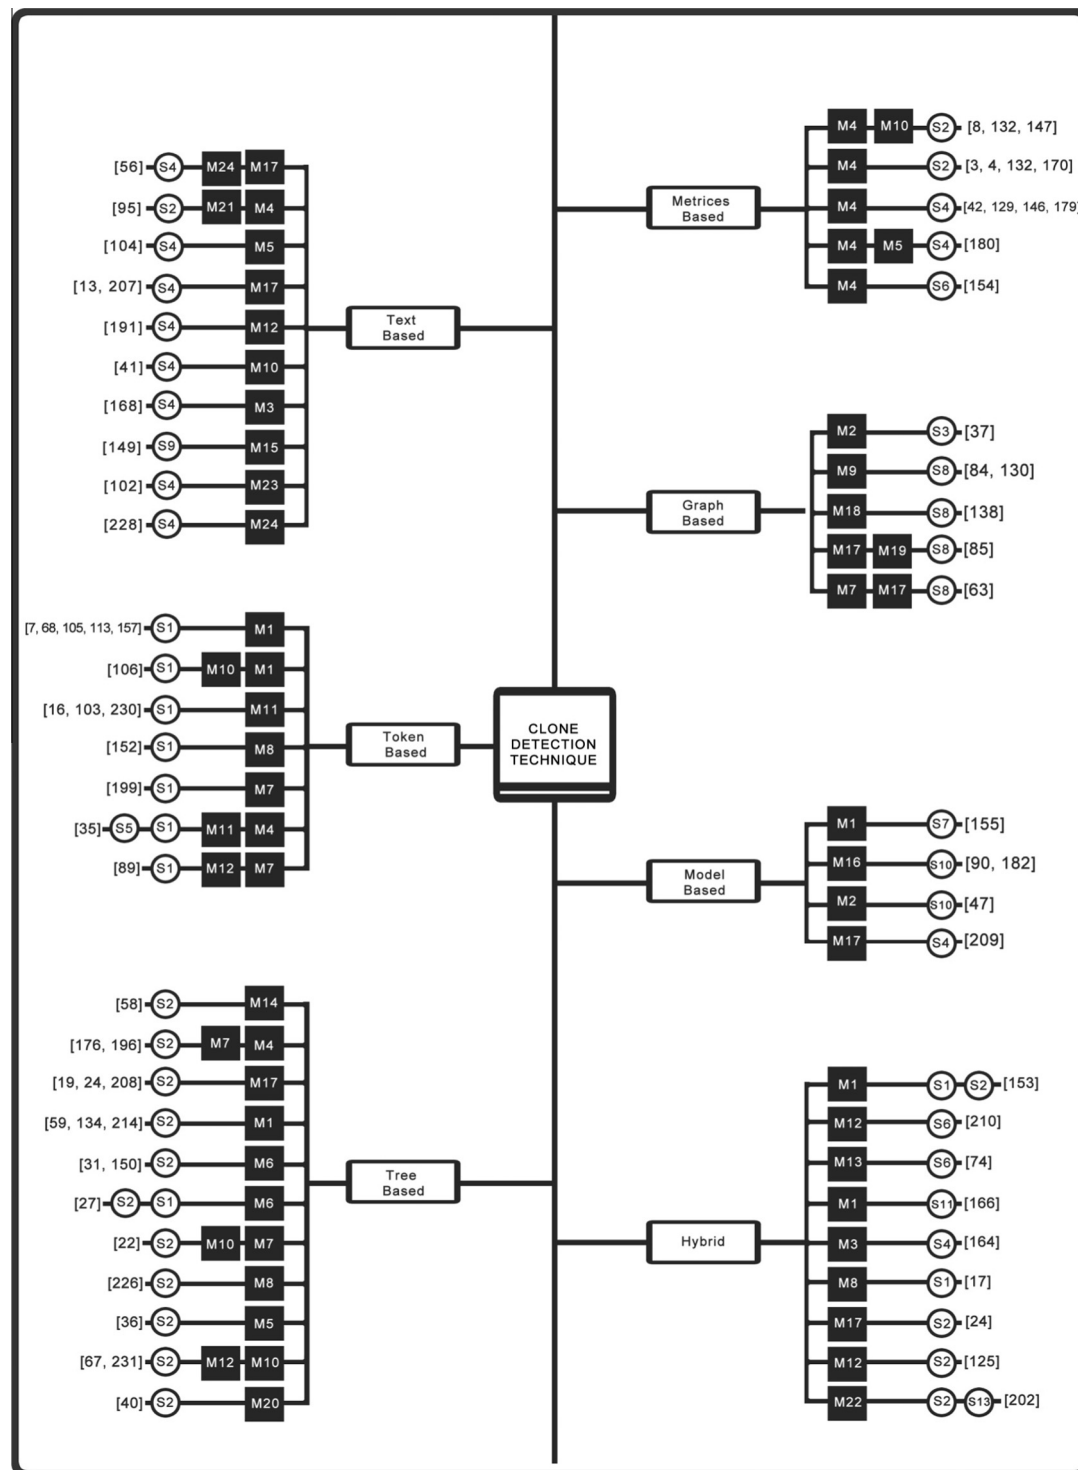 [56] S4 M24 M17
[95] S2 M21 M4
[104] S4 M5
[13, 207] S4 M17
[191] S4 M12
[41] S4 M10
[168] S4 M3
[149] S9 M15
[102] S4 M23
[228] S4 M24
Text
Based
[7, 68, 105, 113, 157] S1 M1
[106] S1 M10 M1
[16, 103, 230] S1 M11
[152] S1 M8
[199] S1 M7
[35] S5 S1 M11 M4
[89] S1 M12 M7
Token
Based
[58] S2 M14
[176, 196] S2 M7 M4
[19, 24, 208] S2 M17
[59, 134, 214] S2 M1
[31, 150] S2 M6
[27] S2 S1 M6
[22] S2 M10 M7
[226] S2 M8
[36] S2 M5
[67, 231] S2 M12 M10
[40] S2 M20
Tree
Based
CLONE
DETECTION
TECHNIQUE
Metrices
Based
M4 M10 S2 [8, 132, 147]
M4 S2 [3, 4, 132, 170]
M4 S4 [42, 129, 146, 179]
M4 M5 S4 [180]
M4 S6 [154]
Graph
Based
M2 S3 [37]
M9 S8 [84, 130]
M18 S8 [138]
M17 M19 S8 [85]
M7 M17 S8 [63]
Model
Based
M1 S7 [155]
M16 S10 [90, 182]
M2 S10 [47]
M17 S4 [209]
Hybrid
M1 S1 S2 [153]
M12 S6 [210]
M13 S6 [74]
M1 S11 [166]
M3 S4 [164]
M8 S1 [17]
M17 S2 [24]
M12 S2 [125]
M22 S2 S13 [202]